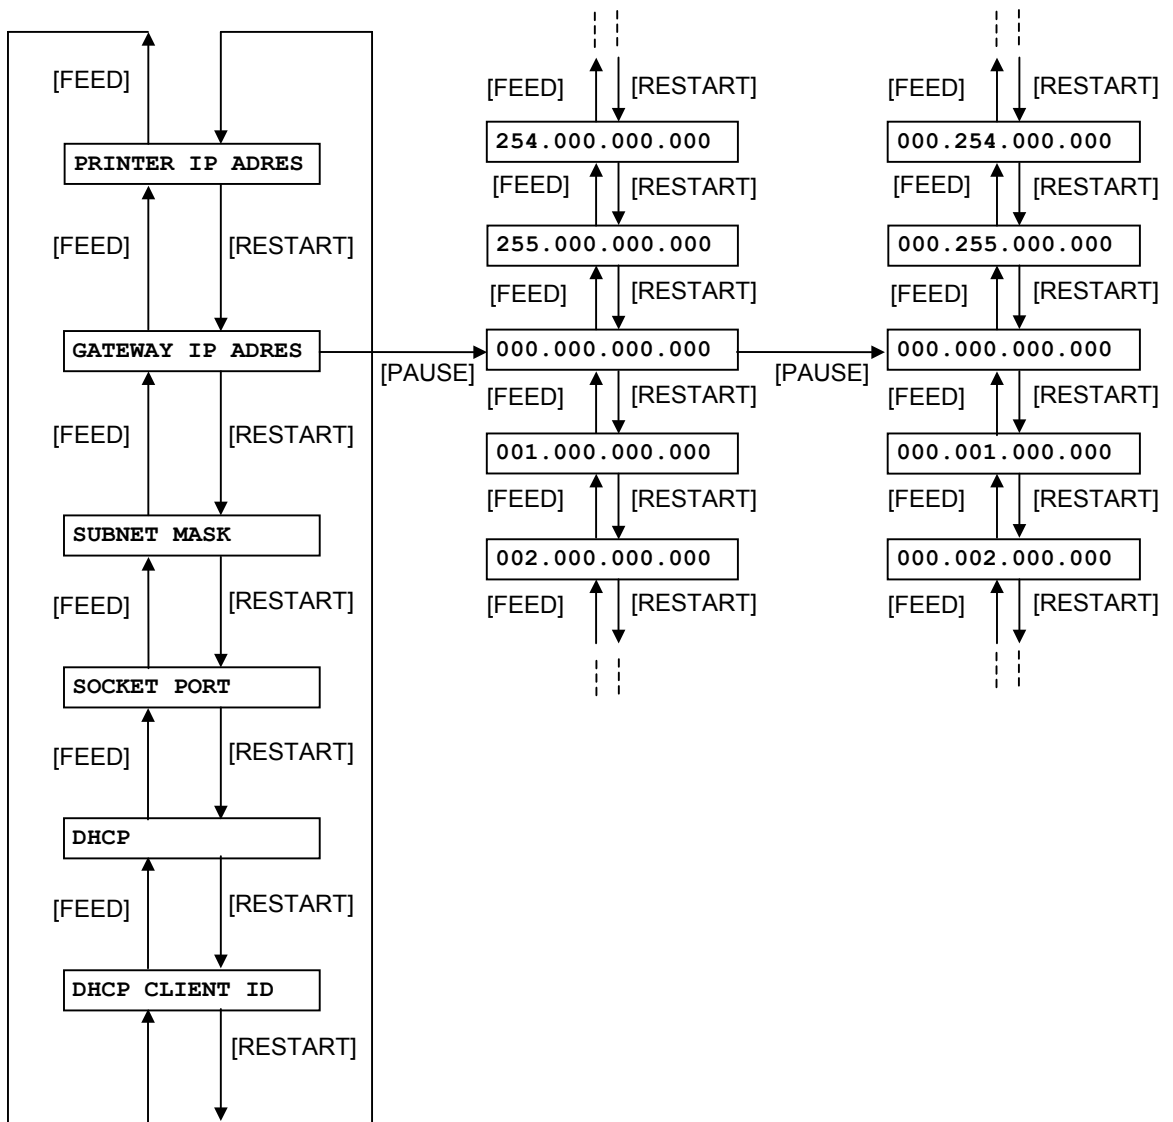 [FEED]
PRINTER IP ADRES
[FEED] [RESTART]
GATEWAY IP ADRES
[FEED] [RESTART]
SUBNET MASK
[FEED] [RESTART]
SOCKET PORT
[FEED] [RESTART]
DHCP
[FEED] [RESTART]
DHCP CLIENT ID
[RESTART]
[PAUSE]
[FEED] [RESTART]
254.000.000.000
[FEED] [RESTART]
255.000.000.000
[FEED] [RESTART]
000.000.000.000
[FEED] [RESTART]
001.000.000.000
[FEED] [RESTART]
002.000.000.000
[FEED] [RESTART]
[PAUSE]
[FEED] [RESTART]
000.254.000.000
[FEED] [RESTART]
000.255.000.000
[FEED] [RESTART]
000.000.000.000
[FEED] [RESTART]
000.001.000.000
[FEED] [RESTART]
000.002.000.000
[FEED] [RESTART]